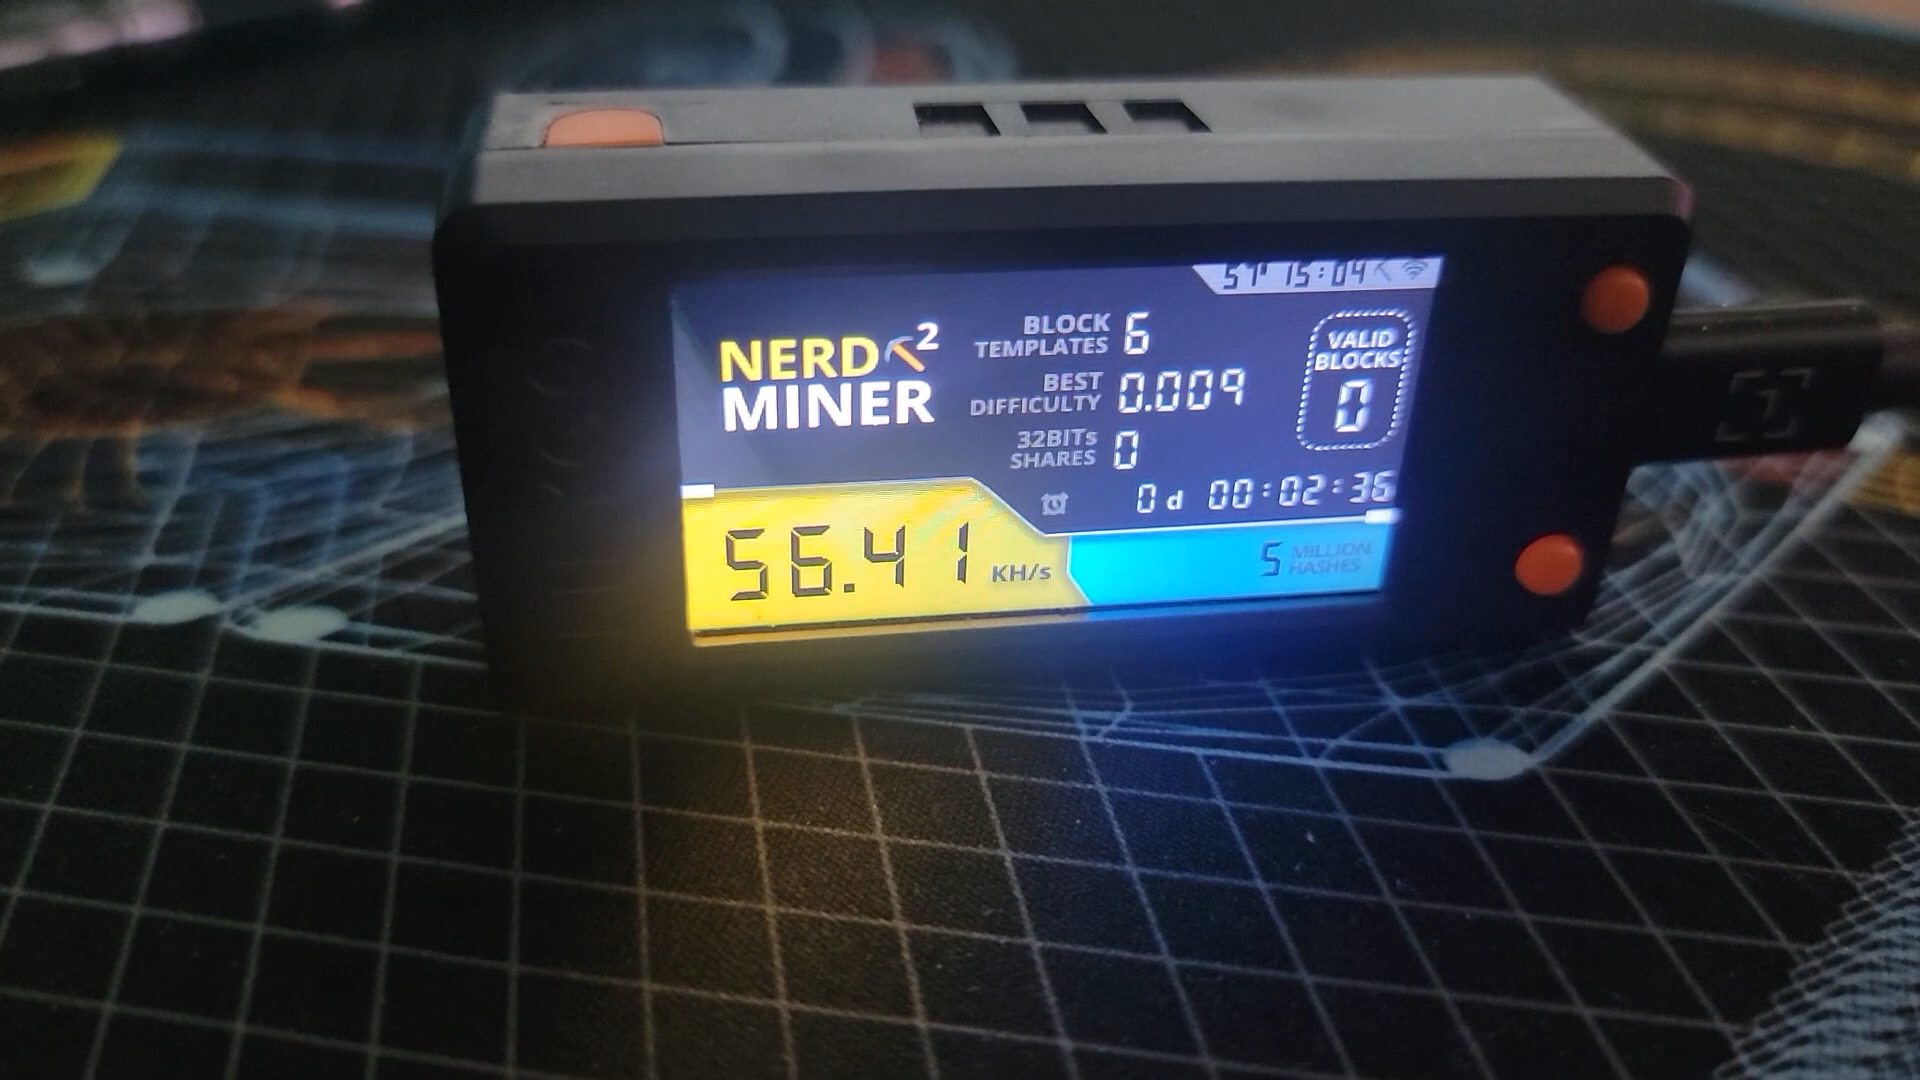 15:04
NERD 2
MINER
BLOCK
TEMPLATES 6
BEST
DIFFICULTY 0.009
32BITs
SHARES 0
VALID
BLOCKS
0
0d 00:02:36
56.41 KH/s
5 MILLION
HASHES